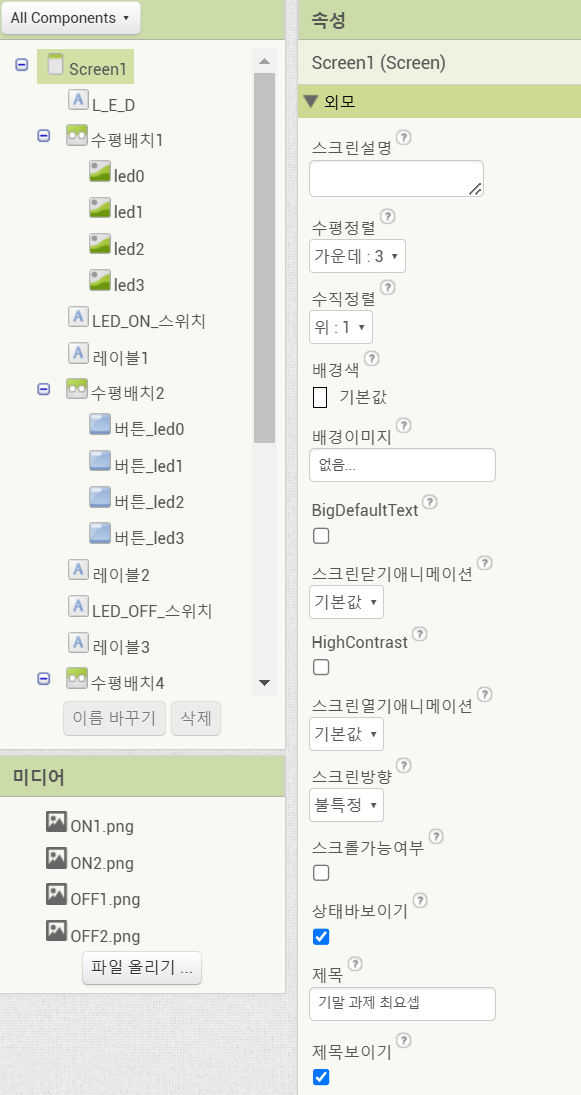 All Components
Screen1
L_E_D
수평배치1
led0
led1
led2
led3
LED_ON_스위치
레이블1
수평배치2
버튼_led0
버튼_led1
버튼_led2
버튼_led3
레이블2
LED_OFF_스위치
레이블3
수평배치4
이름 바꾸기 삭제
미디어
ON1.png
ON2.png
OFF1.png
OFF2.png
파일 올리기 ...
속성
Screen1 (Screen)
외모
스크린설명 ?
수평정렬 ?
가운데 : 3
수직정렬 ?
위 : 1
배경색 ?
기본값
배경이미지 ?
없음...
BigDefaultText ?
스크린닫기애니메이션 ?
기본값
HighContrast ?
스크린열기애니메이션 ?
기본값
스크린방향 ?
불특정
스크롤가능여부 ?
상태바보이기 ?
제목 ?
기말 과제 최요셉
제목보이기 ?